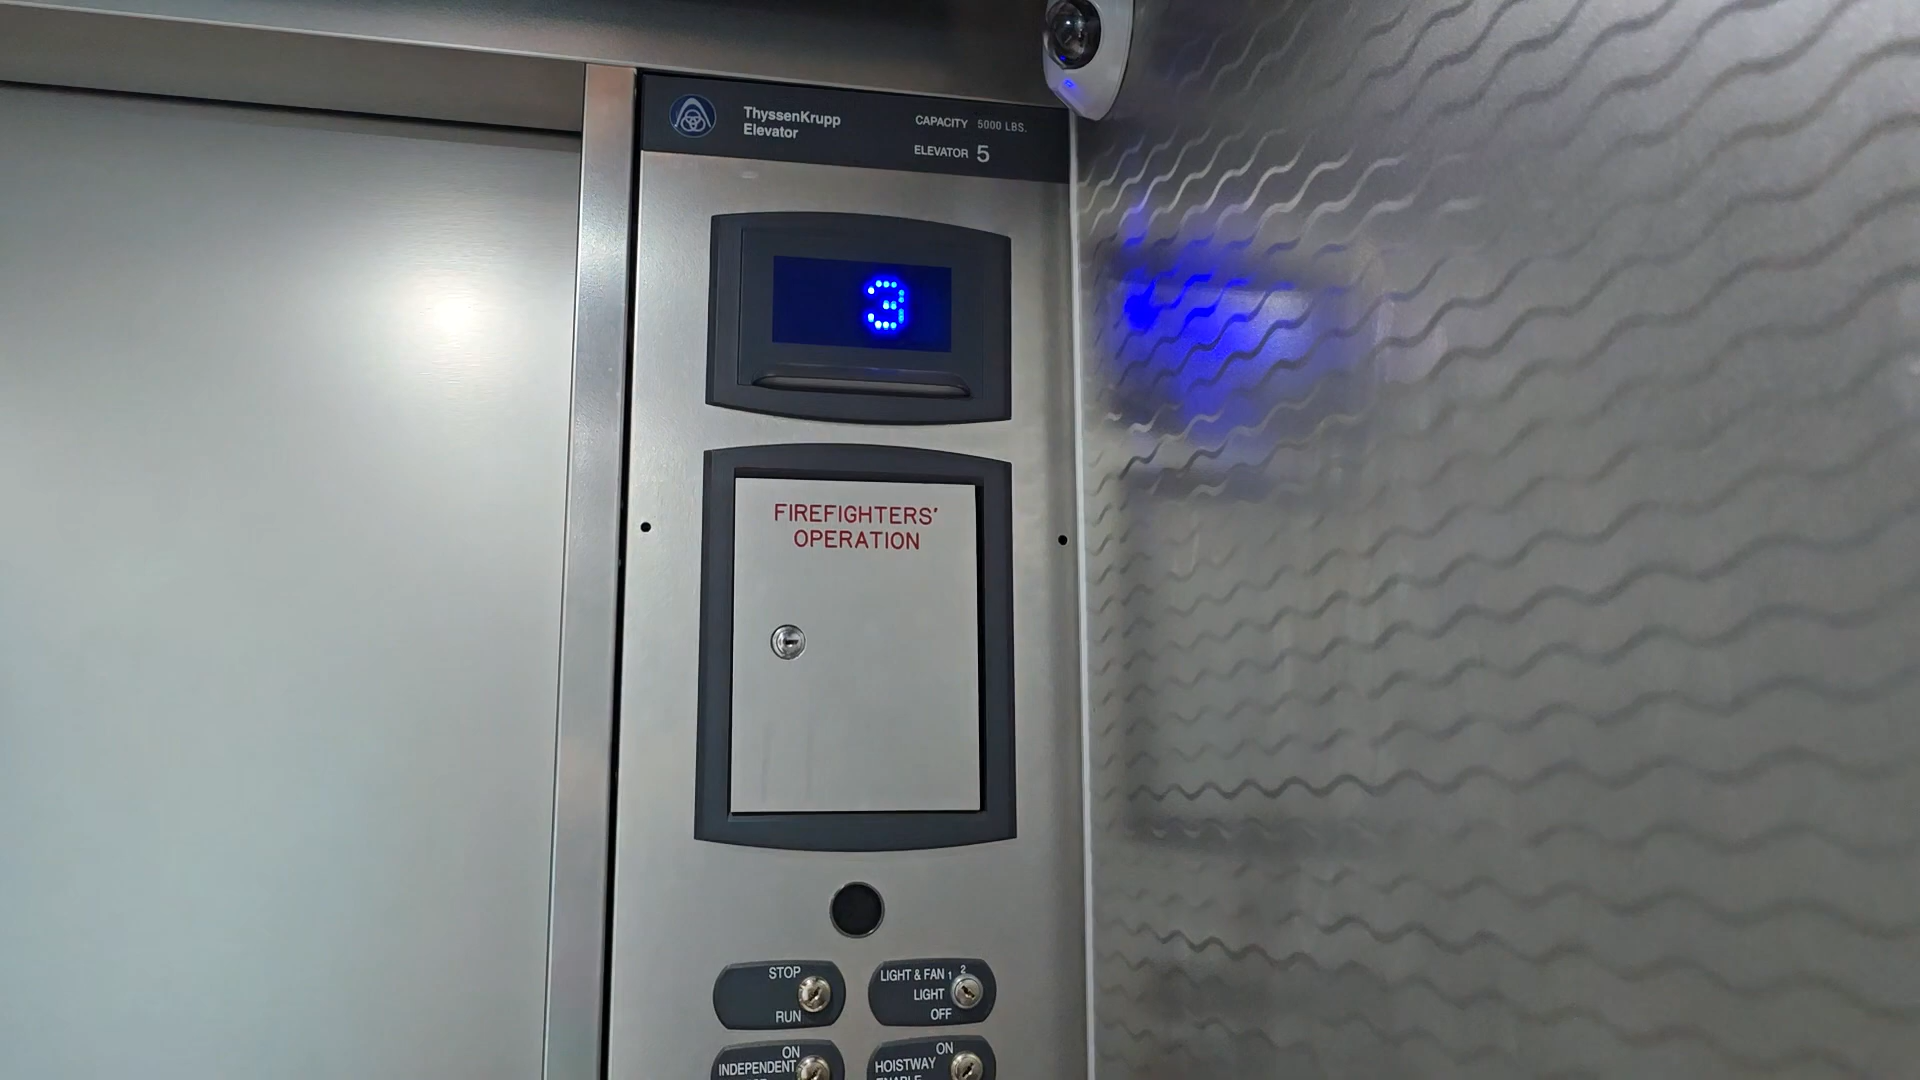 ThyssenKrupp
Elevator
CAPACITY 5000 LBS.
ELEVATOR 5
3
FIREFIGHTERS'
OPERATION
STOP
RUN
LIGHT & FAN 1 2
LIGHT
OFF
ON
INDEPENDENT
ON
HOISTWAY